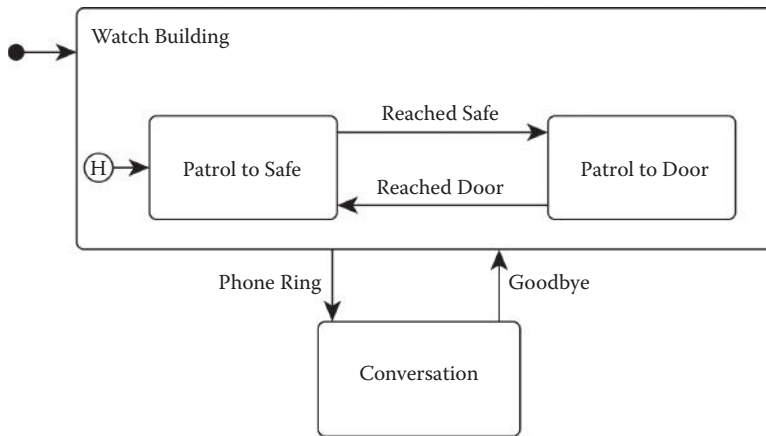 Watch Building
Reached Safe
H
Patrol to Safe
Patrol to Door
Reached Door
Phone Ring
Goodbye
Conversation